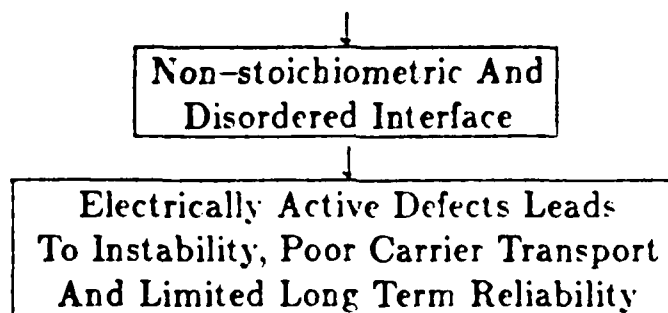 Non-stoichiometric And
Disordered Interface
Electrically Active Defects Leads
To Instability, Poor Carrier Transport
And Limited Long Term Reliability